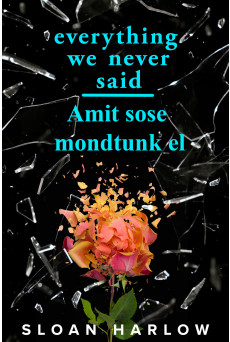 everything
we never
said
Amit sose
mondtunk el
SLOAN HARLOW